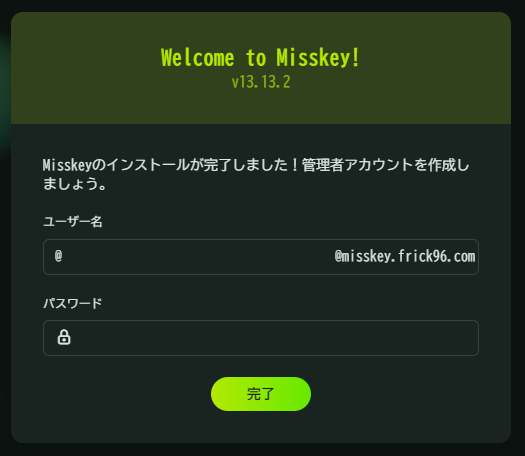 Welcome to Misskey!
v13.13.2
Misskeyのインストールが完了しました！管理者アカウントを作成し
ましょう。
ユーザー名
@ @misskey.frick96.com
パスワード
完了